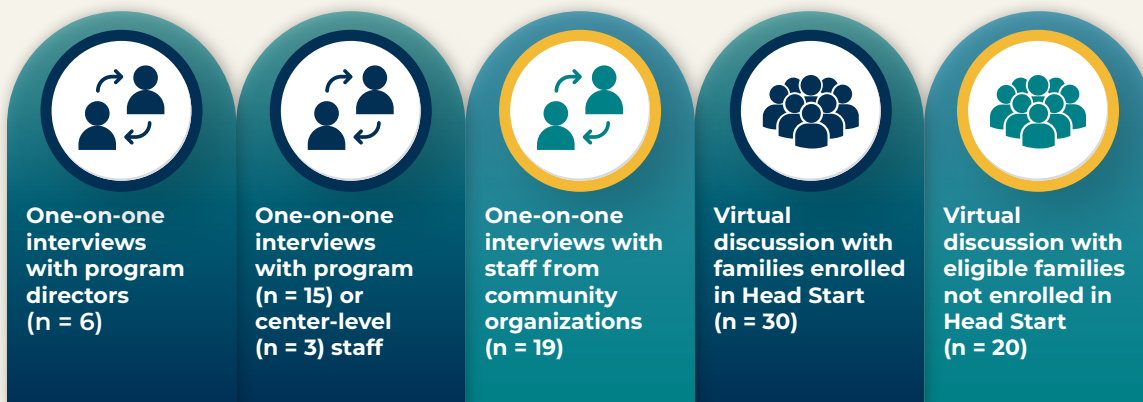 One-on-one
interviews
with program
directors
(n = 6)
One-on-one
interviews
with program
(n = 15) or
center-level
(n = 3) staff
One-on-one
interviews with
staff from
community
organizations
(n = 19)
Virtual
discussion with
families enrolled
in Head Start
(n = 30)
Virtual
discussion with
eligible families
not enrolled in
Head Start
(n = 20)